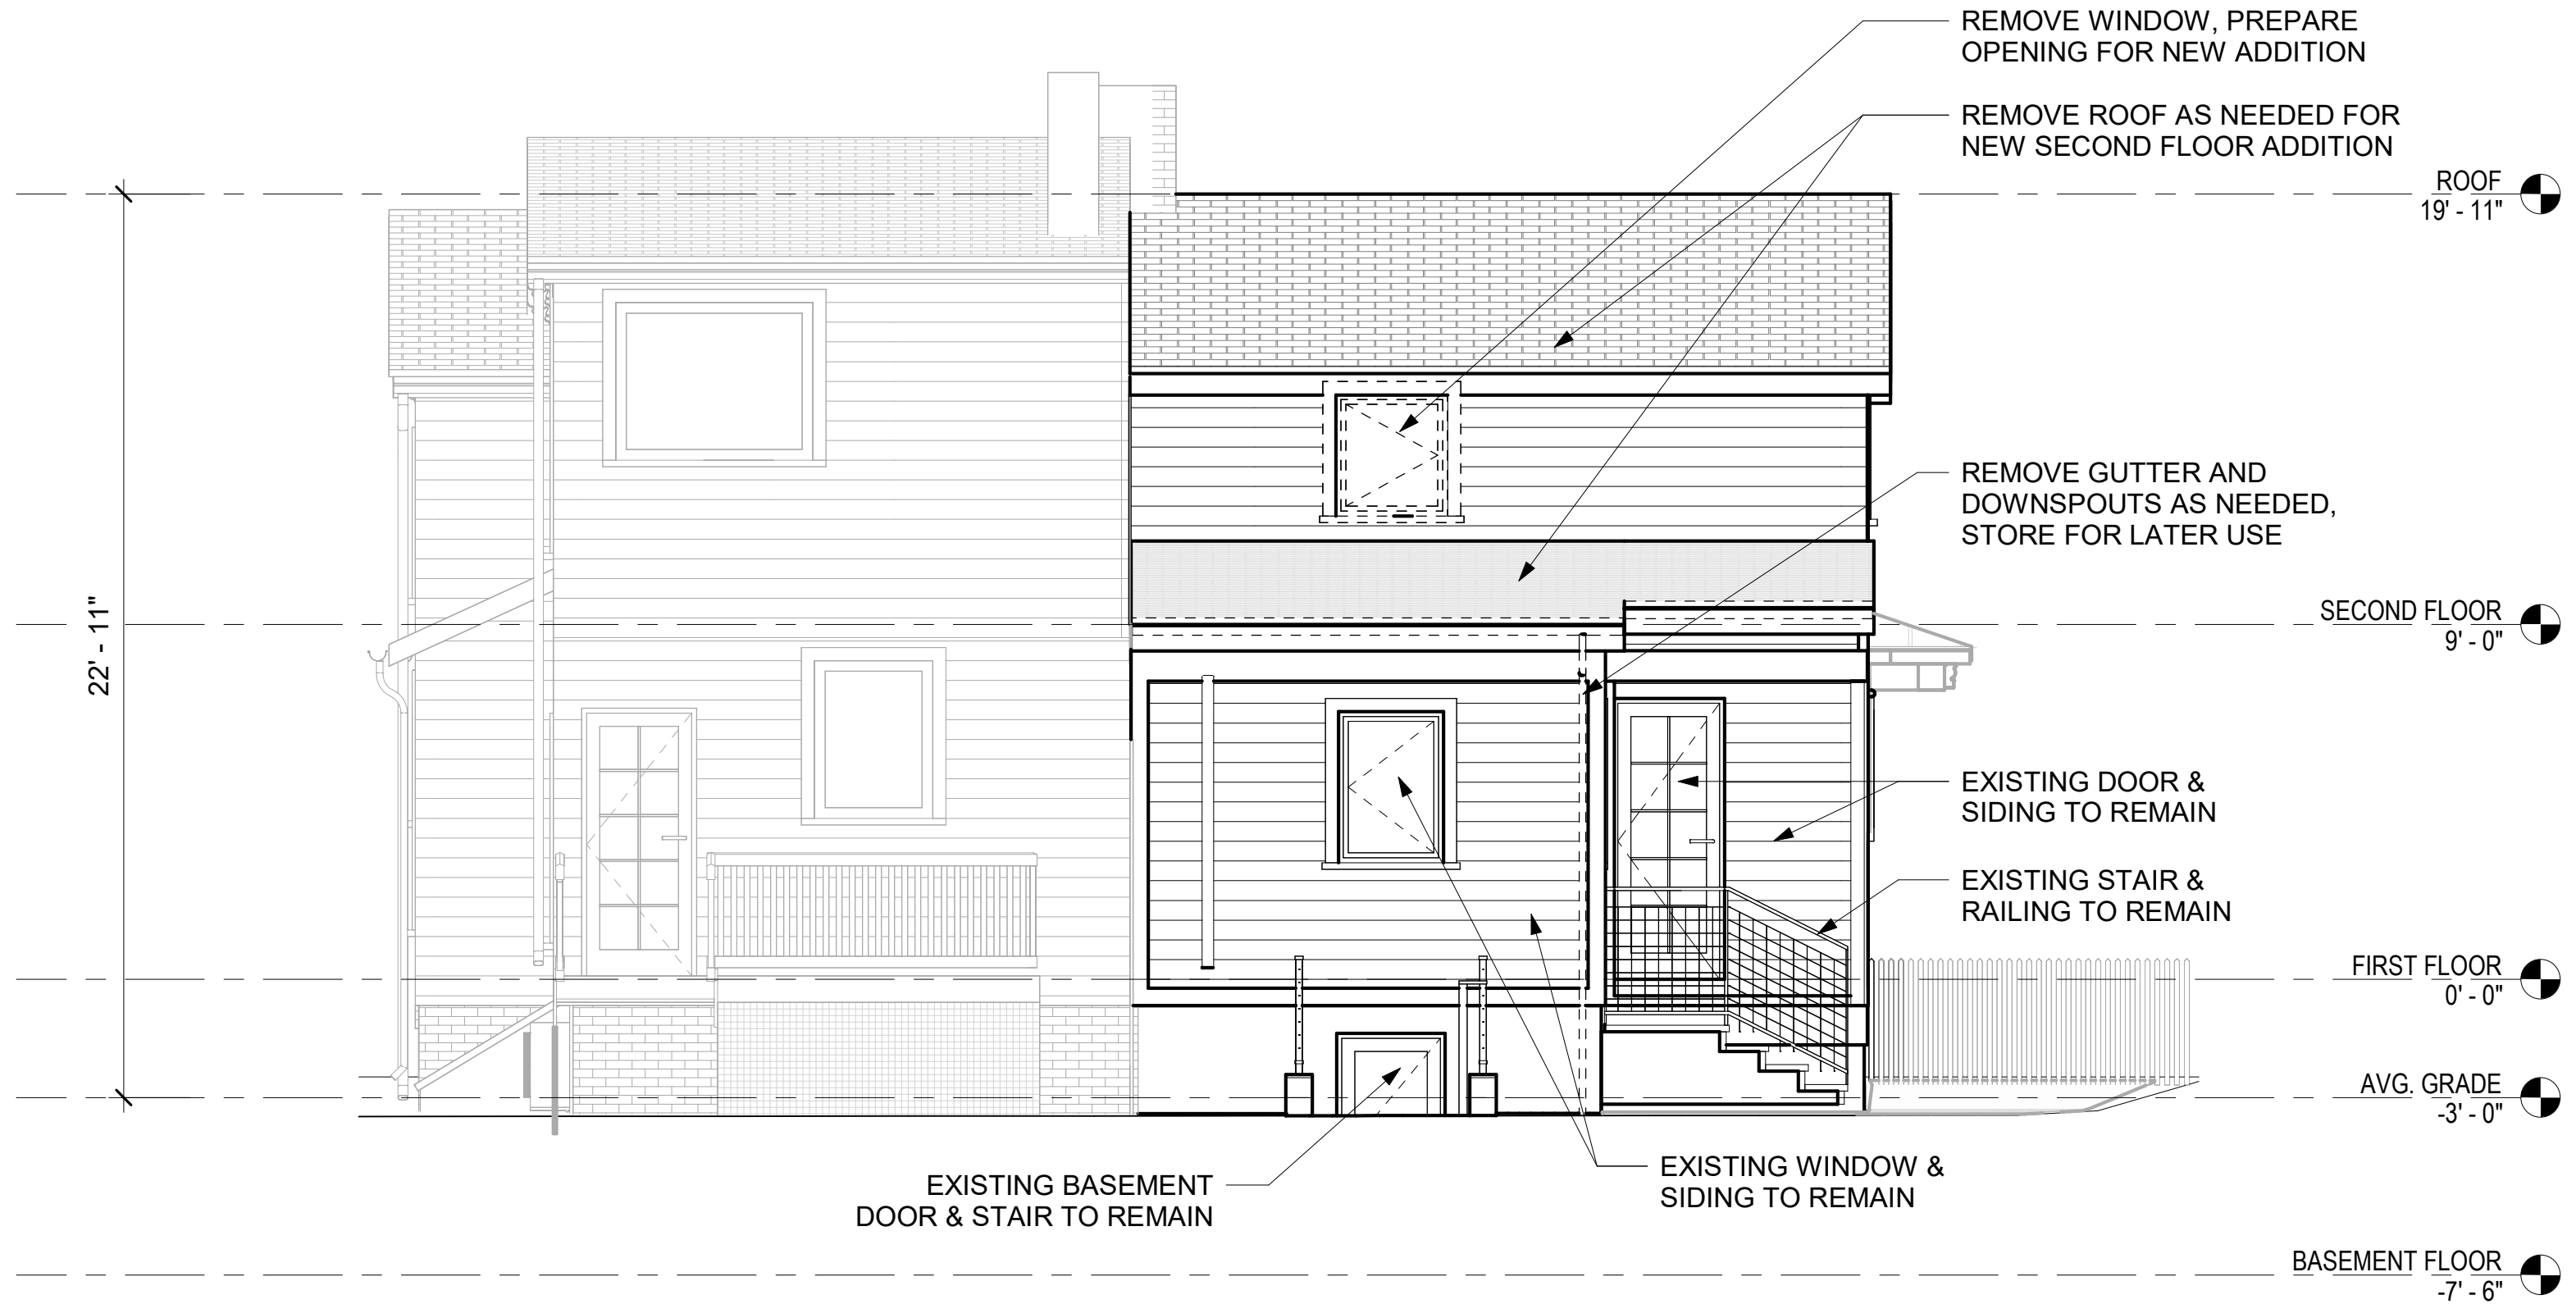 REMOVE WINDOW, PREPARE
OPENING FOR NEW ADDITION
REMOVE ROOF AS NEEDED FOR
NEW SECOND FLOOR ADDITION
ROOF
19' - 11"
REMOVE GUTTER AND
DOWNSPOUTS AS NEEDED,
STORE FOR LATER USE
22' - 11"
SECOND FLOOR
9' - 0"
EXISTING DOOR &
SIDING TO REMAIN
EXISTING STAIR &
RAILING TO REMAIN
FIRST FLOOR
0' - 0"
AVG. GRADE
-3' - 0"
EXISTING WINDOW &
SIDING TO REMAIN
EXISTING BASEMENT
DOOR & STAIR TO REMAIN
BASEMENT FLOOR
-7' - 6"